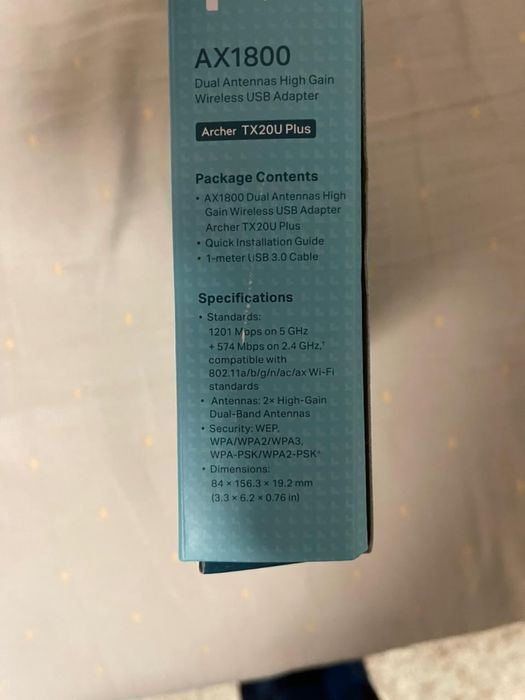 AX1800
Dual Antennas High Gain
Wireless USB Adapter
Archer TX20U Plus
Package Contents
• AX1800 Dual Antennas High
Gain Wireless USB Adapter
Archer TX20U Plus
• Quick Installation Guide
• 1-meter USB 3.0 Cable
Specifications
• Standards:
1201 Mbps on 5 GHz
+ 574 Mbps on 2.4 GHz,†
compatible with
802.11a/b/g/n/ac/ax Wi-Fi
standards
• Antennas: 2× High-Gain
Dual-Band Antennas
• Security: WEP,
WPA/WPA2/WPA3,
WPA-PSK/WPA2-PSK
• Dimensions:
84 × 156.3 × 19.2 mm
(3.3 × 6.2 × 0.76 in)